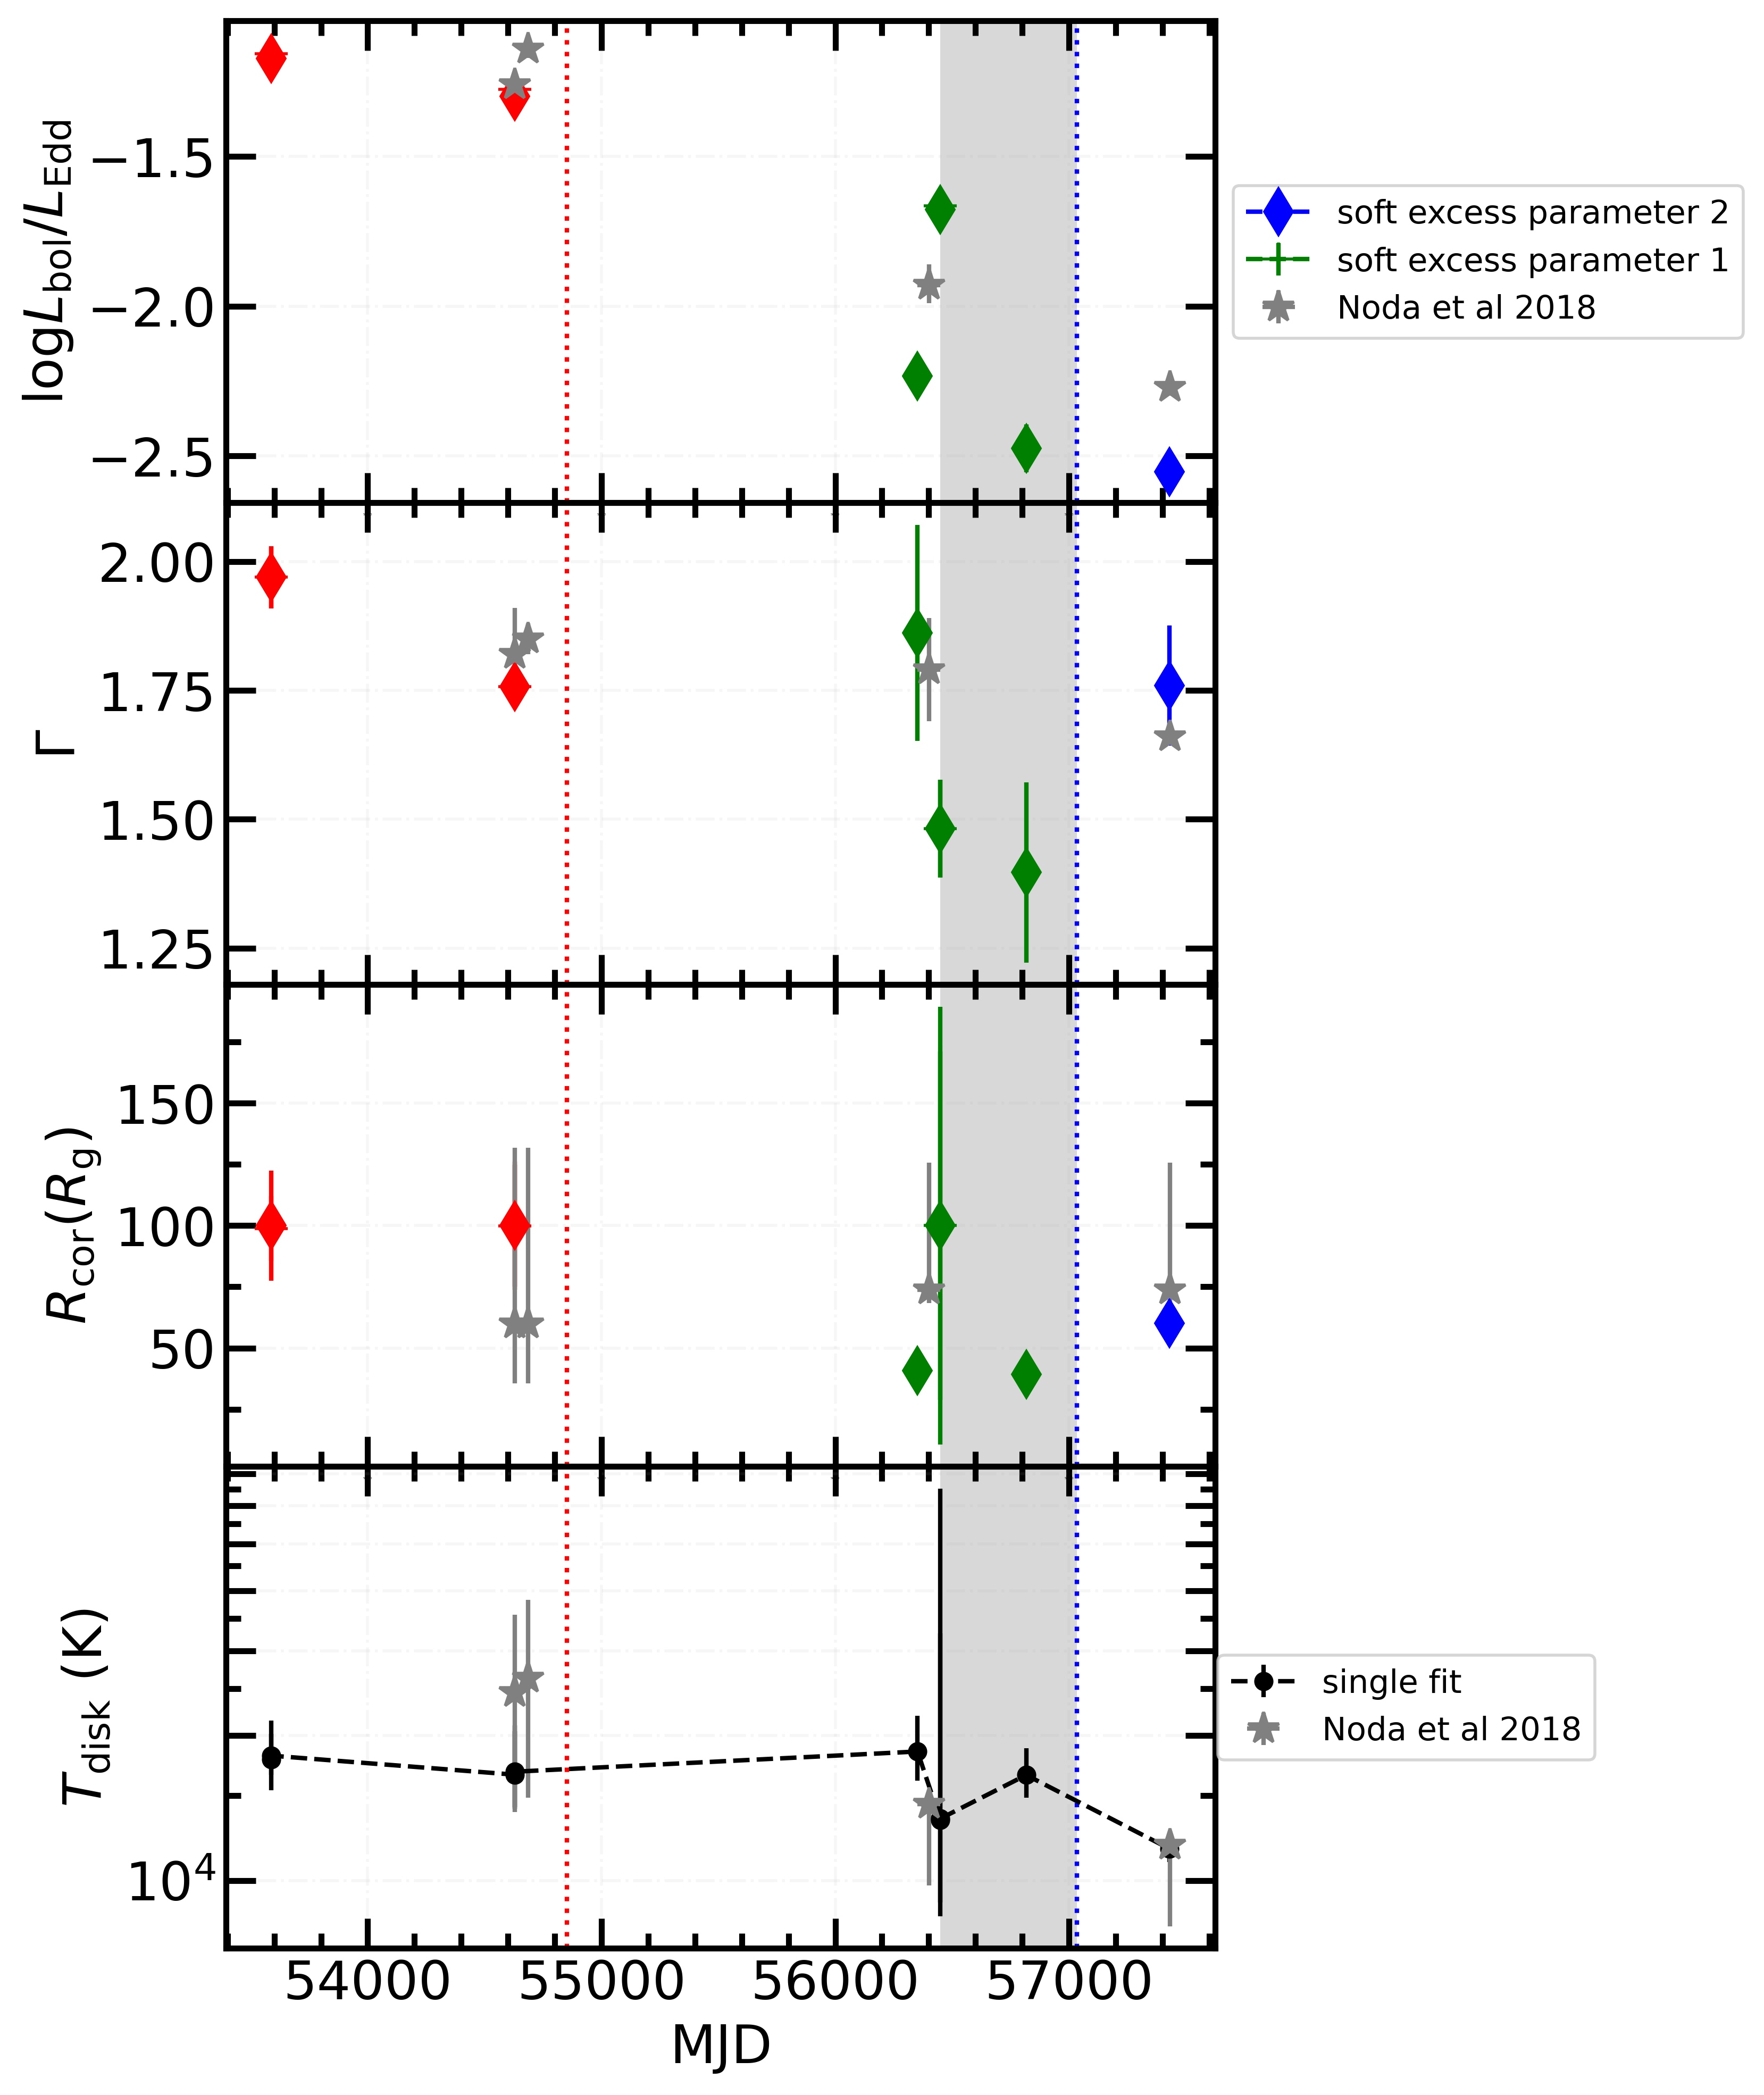 logL_bol/L_Edd
−1.5
−2.0
−2.5
soft excess parameter 2
soft excess parameter 1
Noda et al 2018
Γ
2.00
1.75
1.50
1.25
R_cor(R_g)
150
100
50
T_disk (K)
10⁴
single fit
Noda et al 2018
54000 55000 56000 57000
MJD